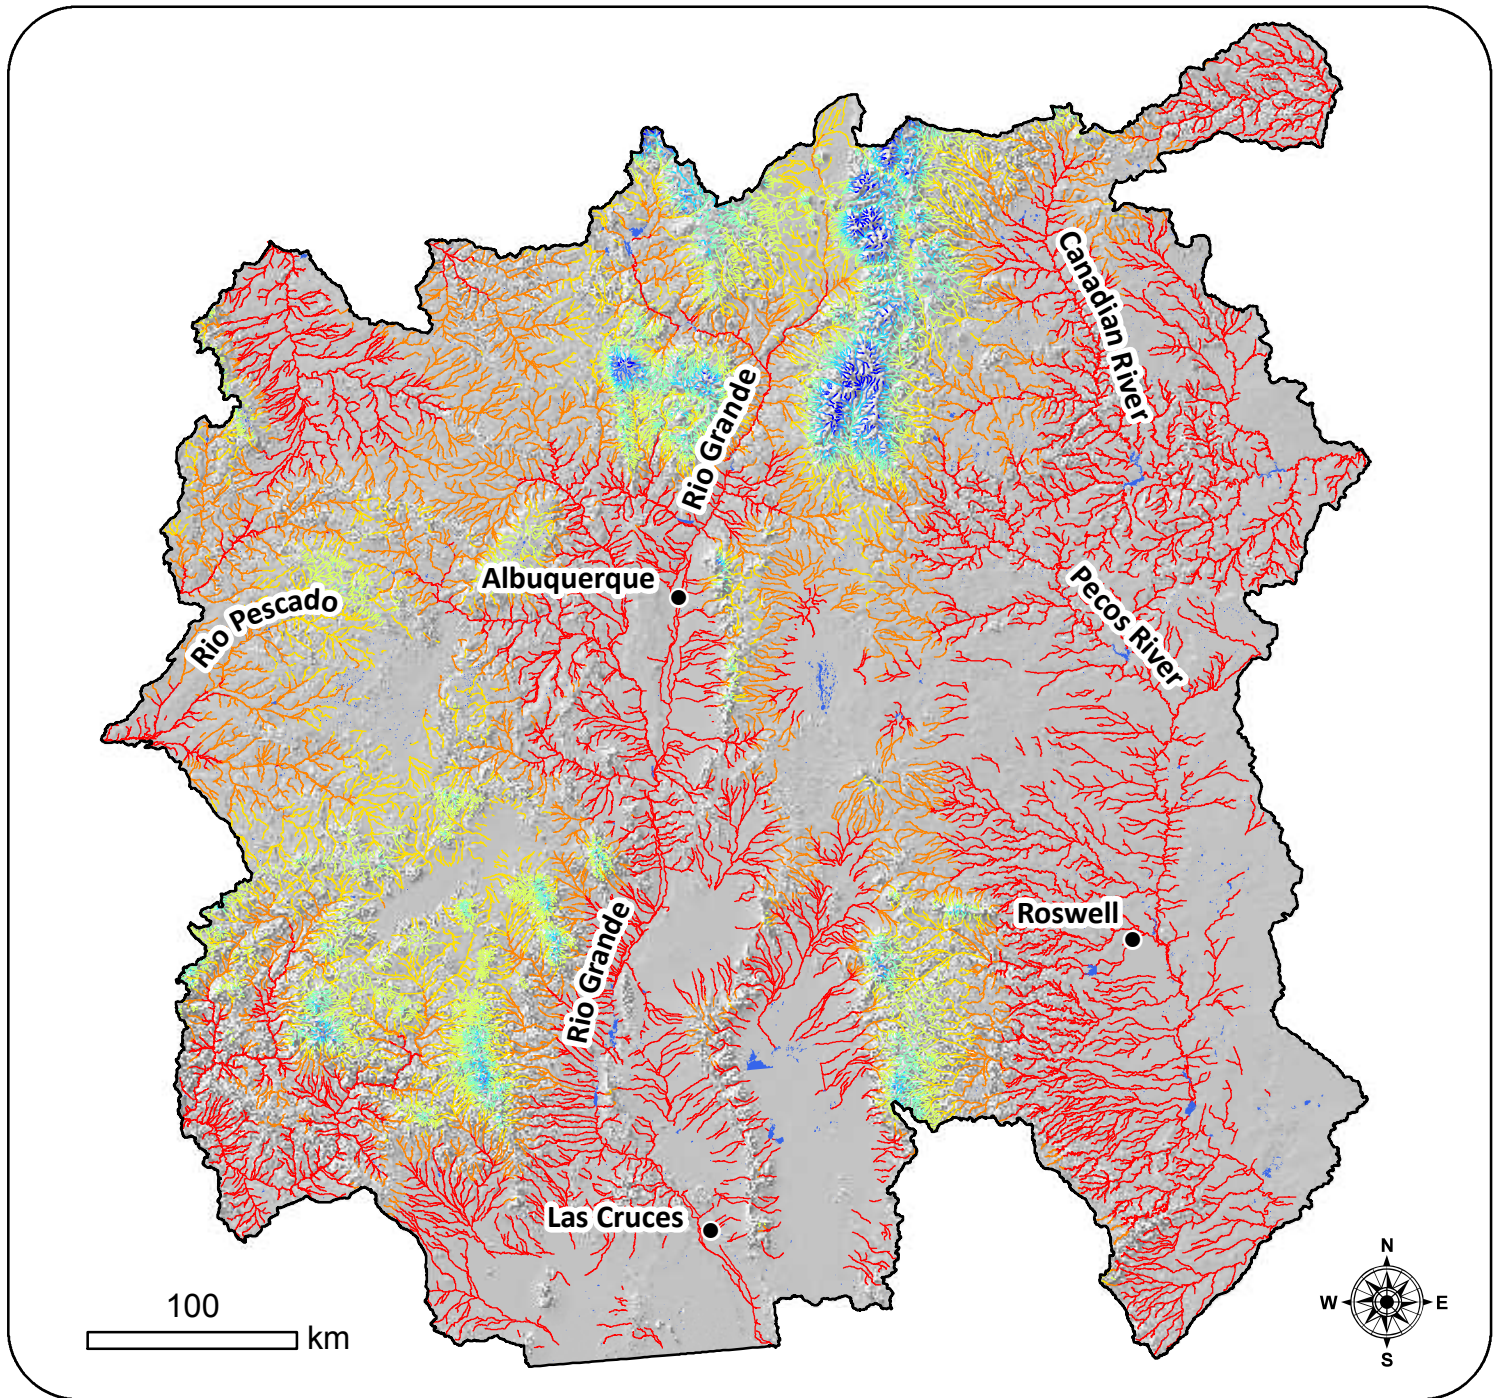 Canadian River
Rio Grande
Albuquerque
Pecos River
Rio Pescado
Roswell
Rio Grande
Las Cruces
100
km
N
W
E
S